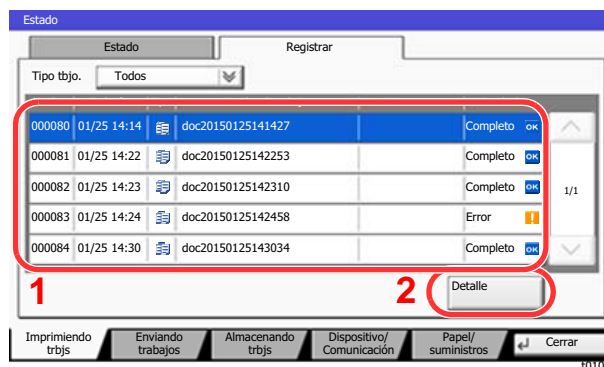 Estado
Estado Registrar
Tipo tbjo. Todos
000080 01/25 14:14 doc20150125141427 Completo OK
000081 01/25 14:22 doc20150125142253 Completo OK
000082 01/25 14:23 doc20150125142310 Completo OK
1/1
000083 01/25 14:24 doc20150125142458 Error !
000084 01/25 14:30 doc20150125143034 Completo OK
1 2 Detalle
Imprimiendo trbjs
Enviando trabajos
Almacenando trbjs
Dispositivo/ Comunicación
Papel/ suministros
Cerrar